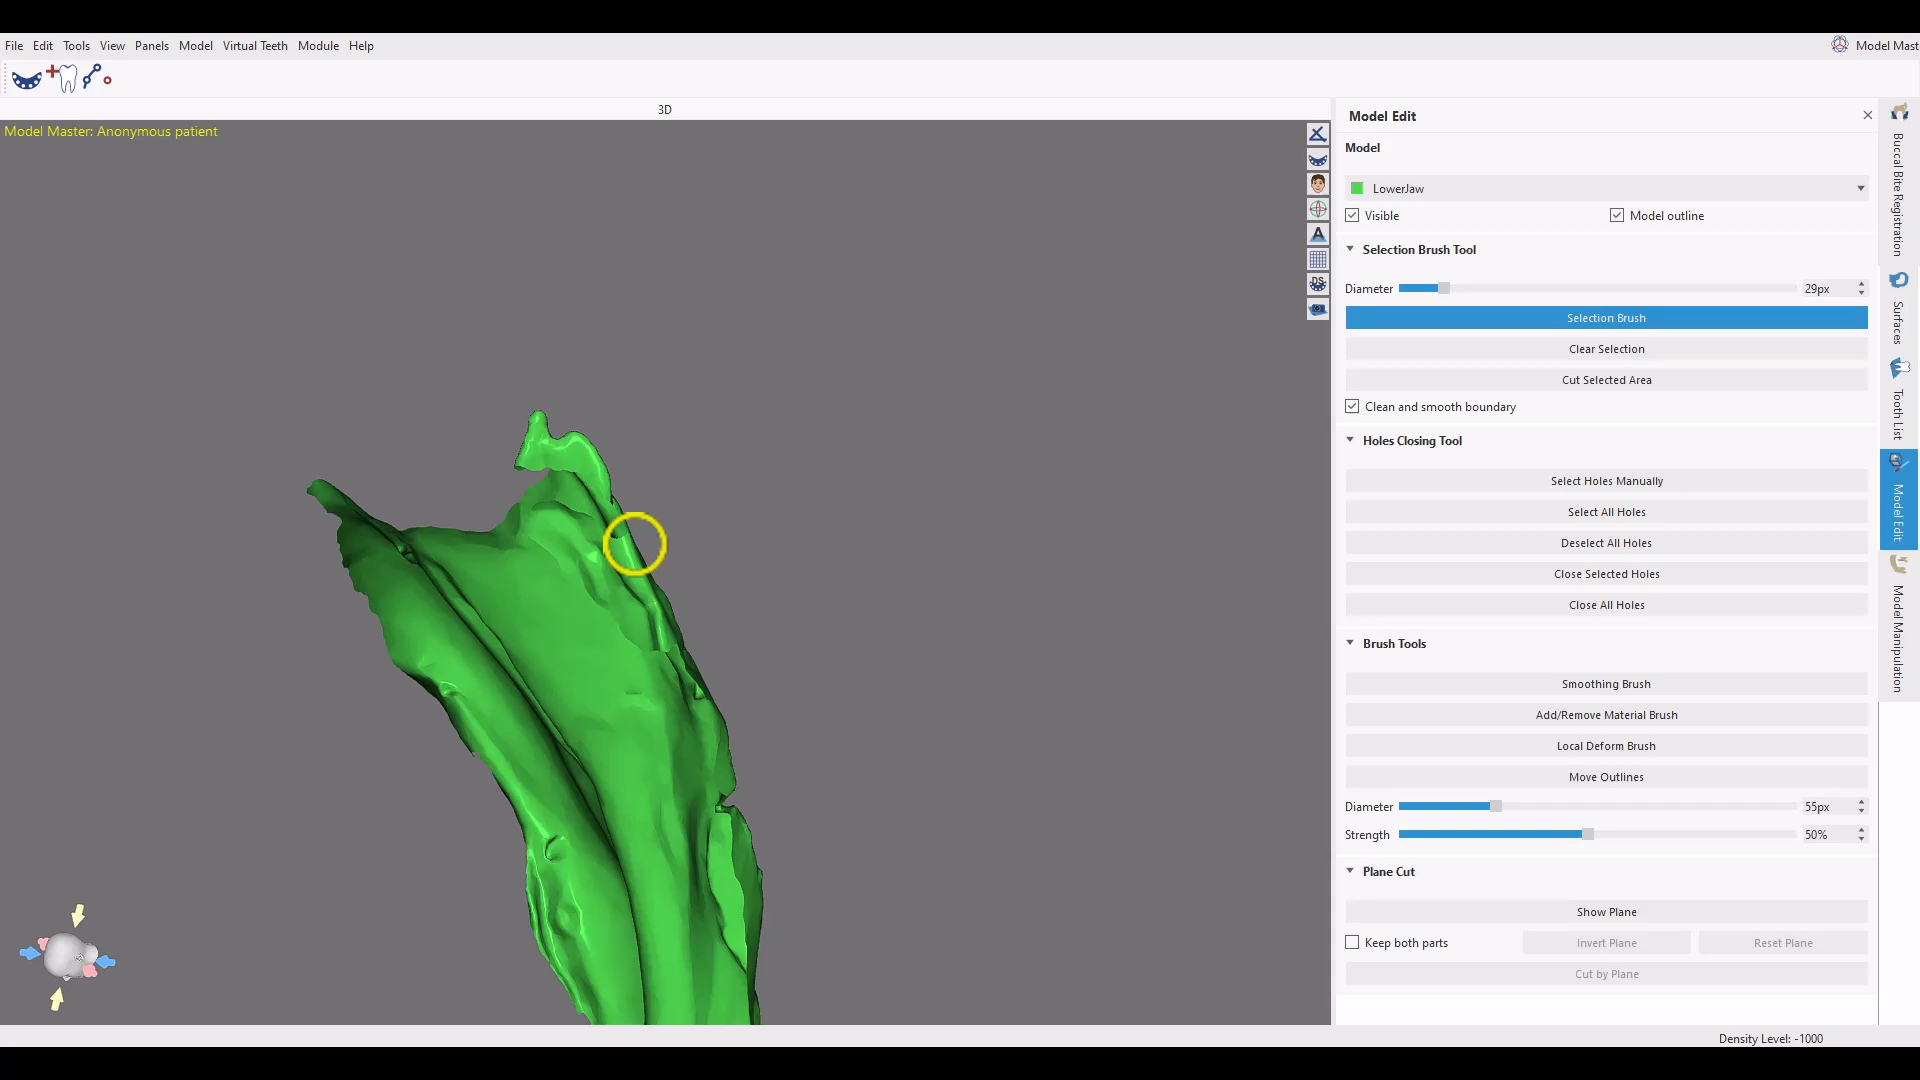 File Edit Tools View Panels Model Virtual Teeth Module Help
Model Mast
3D
Model Master: Anonymous patient
A
DS
Model Edit
Model
LowerJaw
Visible
Model outline
Selection Brush Tool
Diameter
29px
Selection Brush
Clear Selection
Cut Selected Area
Clean and smooth boundary
Holes Closing Tool
Select Holes Manually
Select All Holes
Deselect All Holes
Close Selected Holes
Close All Holes
Brush Tools
Smoothing Brush
Add/Remove Material Brush
Local Deform Brush
Move Outlines
Diameter
55px
Strength
50%
Plane Cut
Show Plane
Keep both parts
Invert Plane
Reset Plane
Cut by Plane
Buccal Bite Registration
Surfaces
Tooth List
Model Edit
Model Manipulation
Density Level: -1000